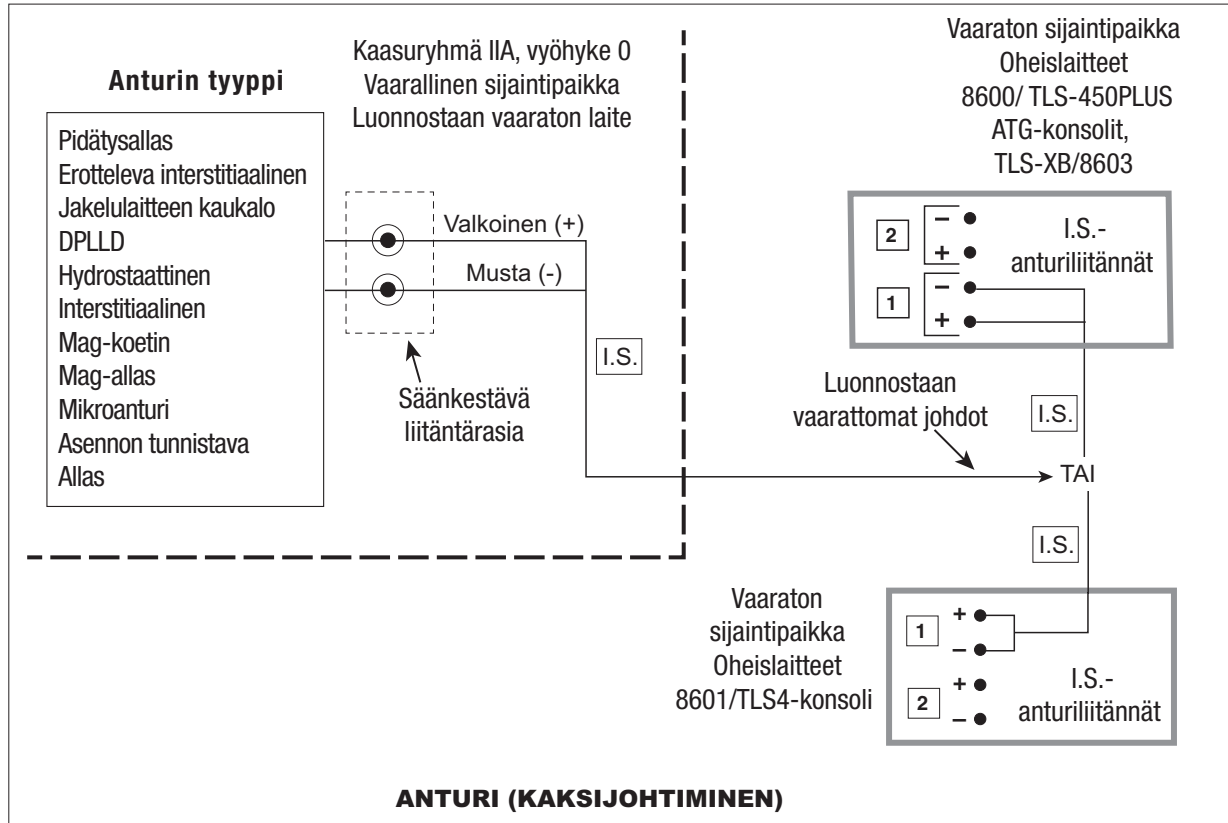 Anturin tyyppi
Pidätysallas
Erotteleva interstitiaalinen
Jakelulaitteen kaukalo
DPLLD
Hydrostaattinen
Interstitiaalinen
Mag-koetin
Mag-allas
Mikroanturi
Asennon tunnistava
Allas
Kaasuryhmä IIA, vyöhyke 0
Vaarallinen sijaintipaikka
Luonnostaan vaaraton laite
Valkoinen (+)
Musta (-)
I.S.
Säänkestävä
liitäntärasia
Vaaraton sijaintipaikka
Oheislaitteet
8600/ TLS-450PLUS
ATG-konsolit,
TLS-XB/8603
2
–
+
1
–
+
I.S.-
anturiliitännät
Luonnostaan
vaarattomat johdot
I.S.
TAI
I.S.
Vaaraton
sijaintipaikka
Oheislaitteet
8601/TLS4-konsoli
1
+
–
2
+
–
I.S.-
anturiliitännät
ANTURI (KAKSIJOHTIMINEN)